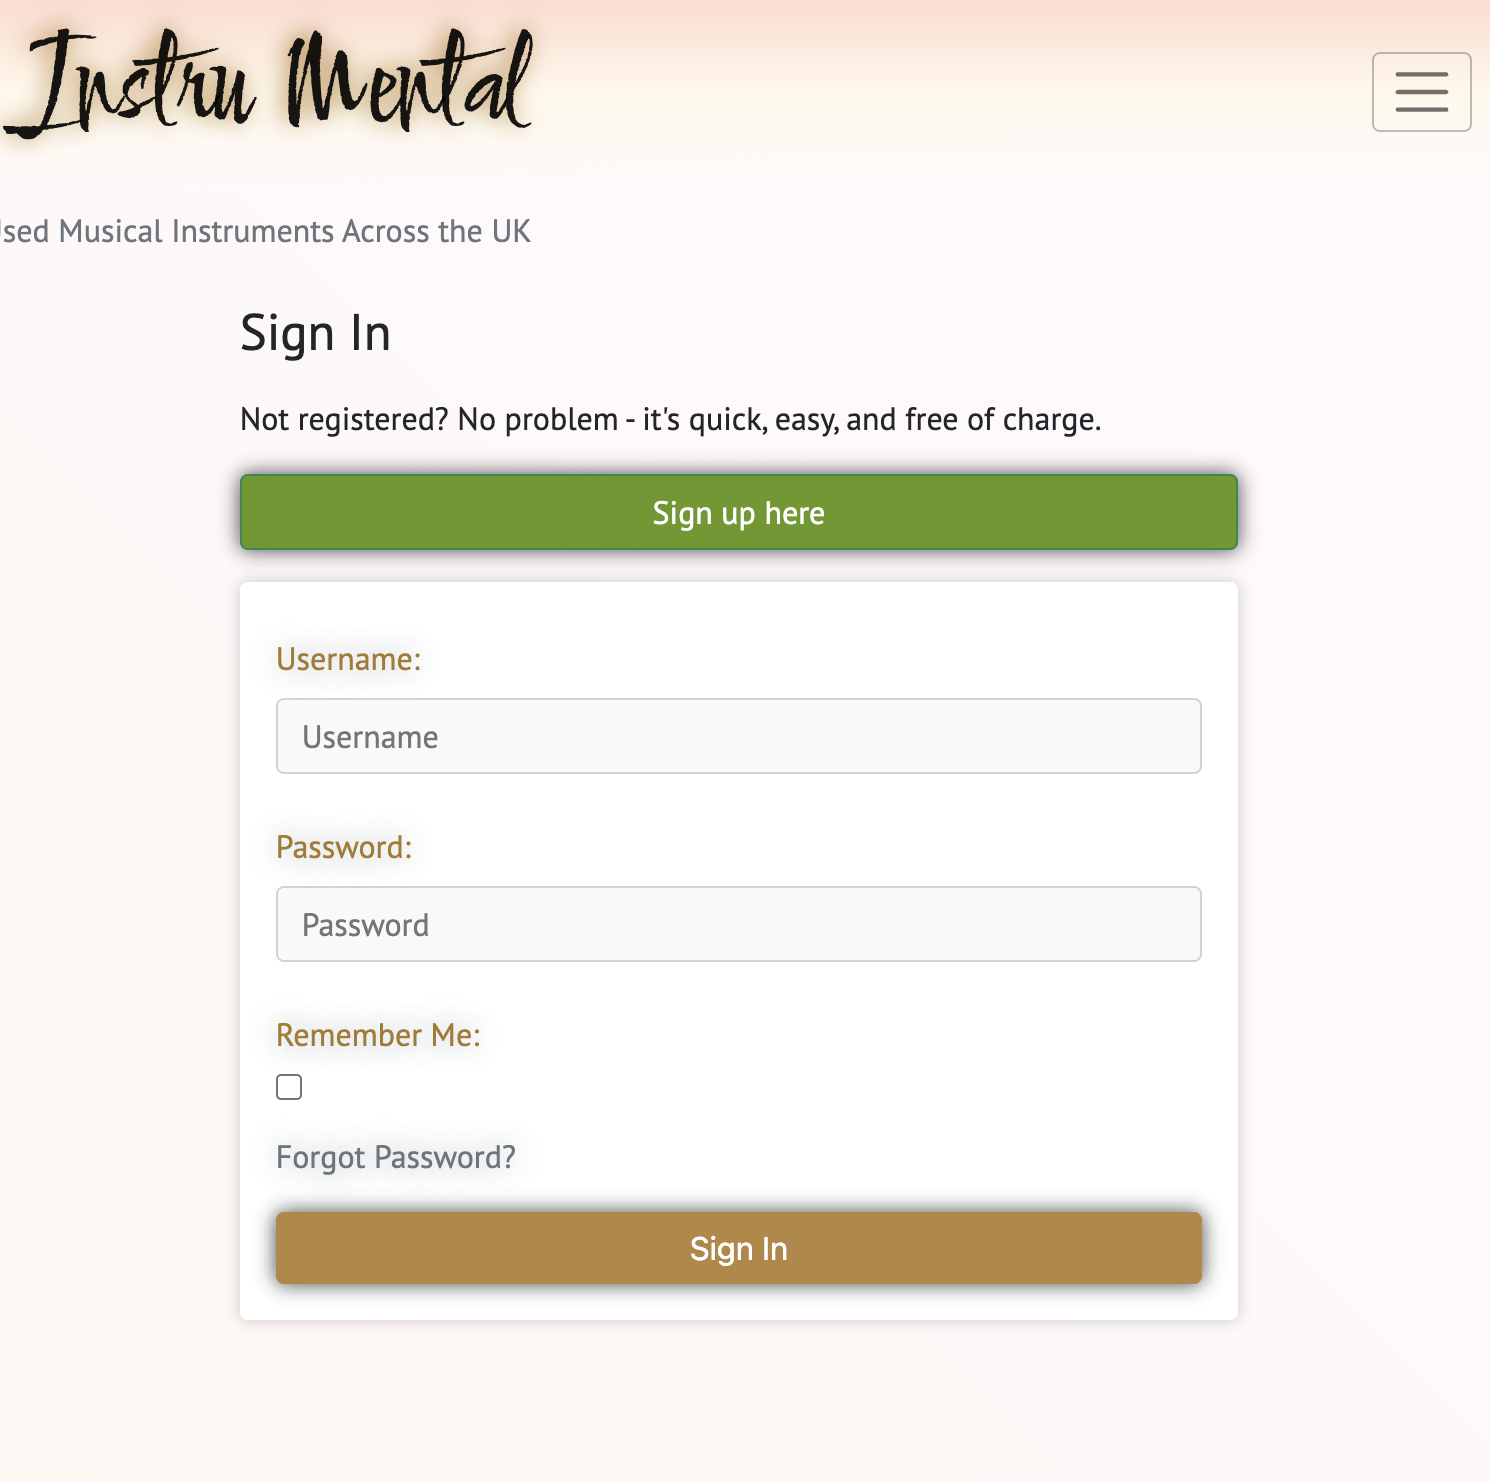 Instru Mental
sed Musical Instruments Across the UK
Sign In
Not registered? No problem - it's quick, easy, and free of charge.
Sign up here
Username:
Username
Password:
Password
Remember Me:
Forgot Password?
Sign In